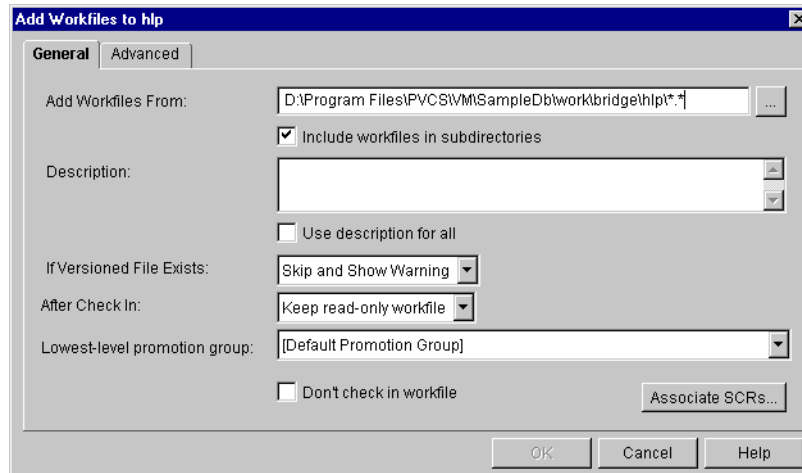 Add Workfiles to hlp
General Advanced
Add Workfiles From: D:\Program Files\PVCS\VM\SampleDb\work\bridge\hlp\*.* ...
Include workfiles in subdirectories
Description:
Use description for all
If Versioned File Exists: Skip and Show Warning
After Check In: Keep read-only workfile
Lowest-level promotion group: [Default Promotion Group]
Don't check in workfile Associate SCRs...
OK Cancel Help